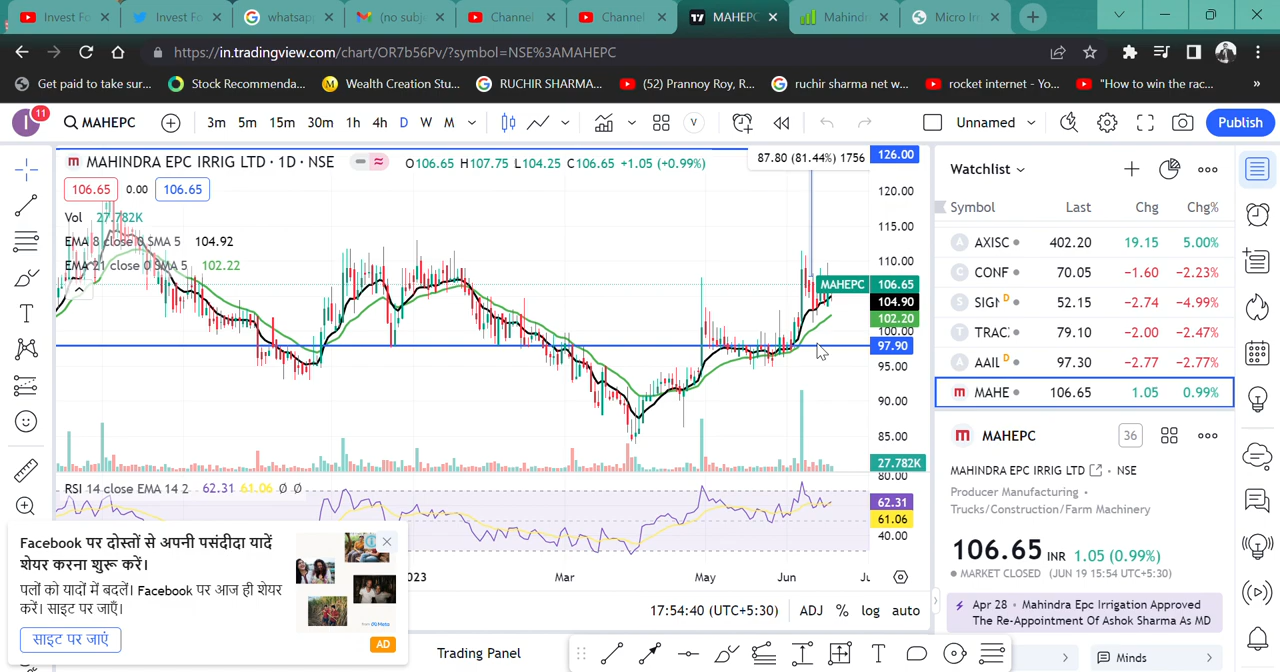 Invest Fo
Invest Fo
whatsap
(no subj
Channel
Channel
MAHEPC
Mahindr
Micro Irr
https://in.tradingview.com/chart/OR7b56Pv/?symbol=NSE%3AMAHEPC
Get paid to take sur...
Stock Recommenda...
Wealth Creation Stu...
RUCHIR SHARMA...
(52) Prannoy Roy, R...
ruchir sharma net w...
rocket internet - Yo...
"How to win the rac...
»
I 11
MAHEPC
3m 5m 15m 30m 1h 4h D W M
V
Unnamed
Publish
MAHINDRA EPC IRRIG LTD · 1D · NSE
O106.65 H107.75 L104.25 C106.65 +1.05 (+0.99%)
87.80 (81.44%) 1756
126.00
106.65 0.00 106.65
Vol 27.782K
EMA 8 close 0 SMA 5 104.92
EMA 21 close 0 SMA 5 102.22
120.00
115.00
110.00
MAHEPC 106.65
104.90
102.20
100.00
97.90
95.00
90.00
85.00
27.782K
80.00
RSI 14 close EMA 14 2 62.31 61.06 Ø Ø
62.31
61.06
40.00
2023 Mar May Jun
17:54:40 (UTC+5:30) ADJ % log auto
Trading Panel
Facebook पर दोस्तों से अपनी पसंदीदा यादें
शेयर करना शुरू करें।
पलों को यादों में बदलें। Facebook पर आज ही शेयर
करें। साइट पर जाएं।
साइट पर जाएं
Meta
AD
Watchlist
Symbol Last Chg Chg%
AXISC 402.20 19.15 5.00%
CONF 70.05 −1.60 −2.23%
SIGN D 52.15 −2.74 −4.99%
TRAC 79.10 −2.00 −2.47%
AAIL D 97.30 −2.77 −2.77%
MAHE 106.65 1.05 0.99%
MAHEPC 36
MAHINDRA EPC IRRIG LTD • NSE
Producer Manufacturing •
Trucks/Construction/Farm Machinery
106.65 INR 1.05 (0.99%)
MARKET CLOSED (JUN 19 15:54 UTC+5:30)
Apr 28 • Mahindra Epc Irrigation Approved
The Re-Appointment Of Ashok Sharma As MD
Minds